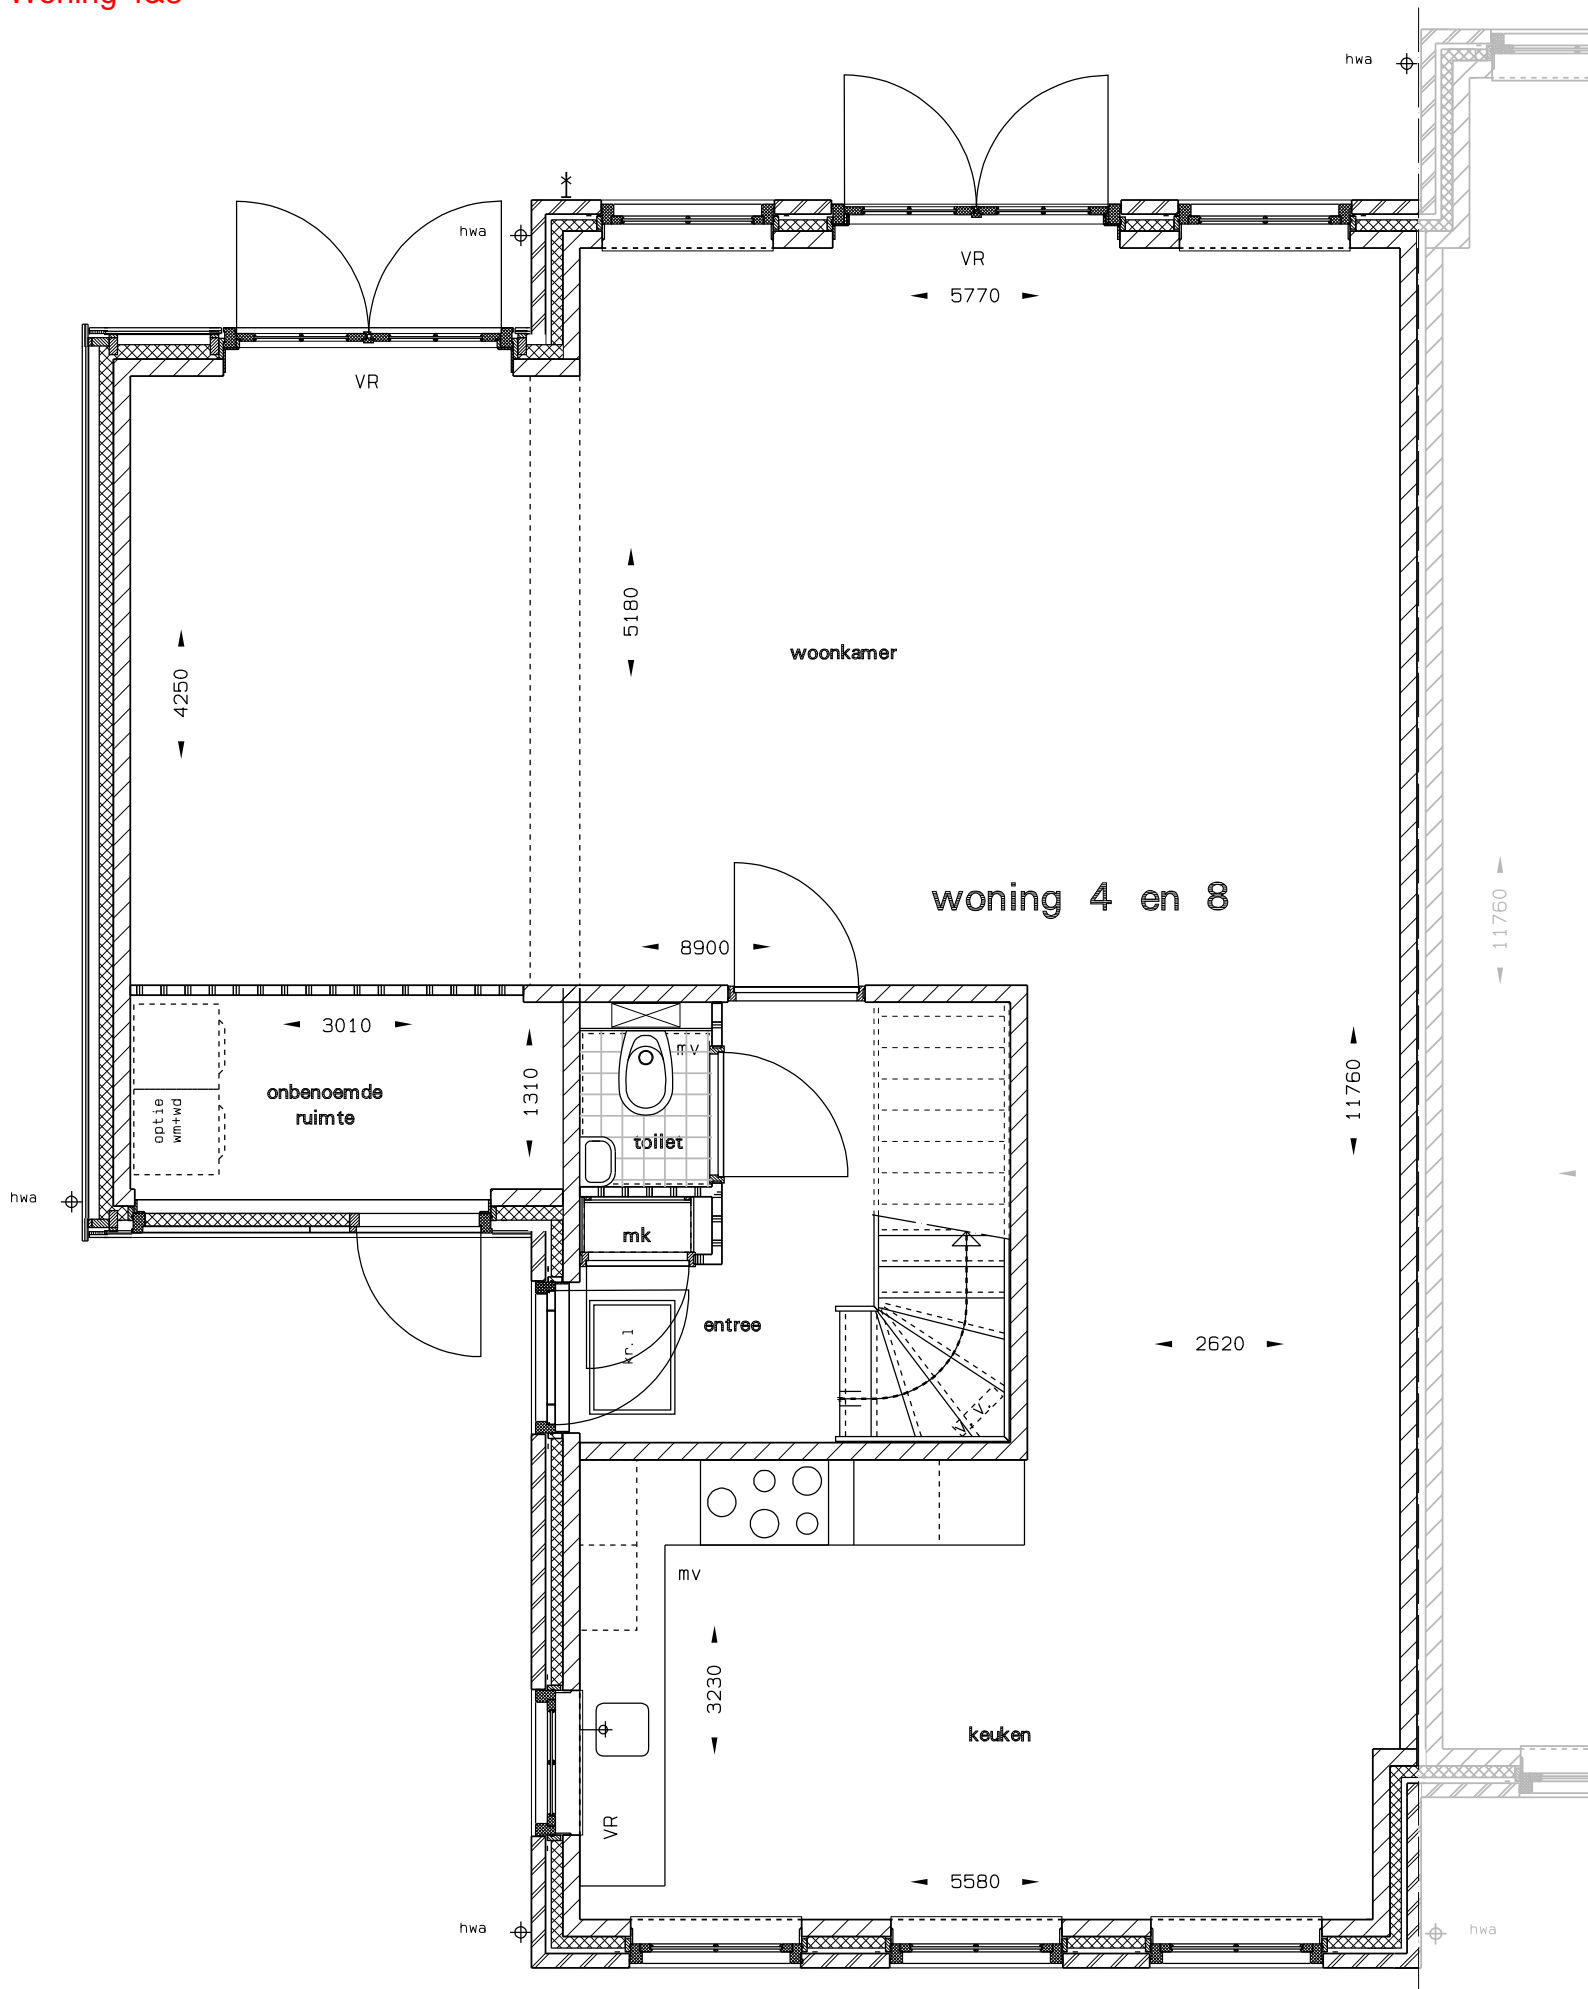 hwa
hwa
VR
5770
VR
5180
4250
woonkamer
woning 4 en 8
11760
8900
3010
mv
1310
onbenoemde
ruimte
optie
wm+wd
11760
toilet
hwa
mk
kr.l
entree
2620
mv
3230
keuken
VR
5580
hwa
hwa